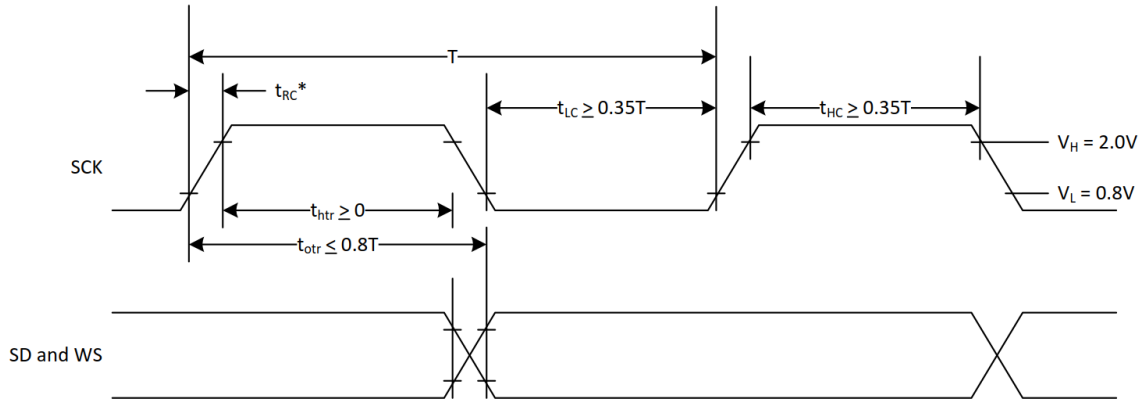 T
tRC*
tLC ≥ 0.35T
tHC ≥ 0.35T
SCK
VH = 2.0V
VL = 0.8V
thtr ≥ 0
totr ≤ 0.8T
SD and WS